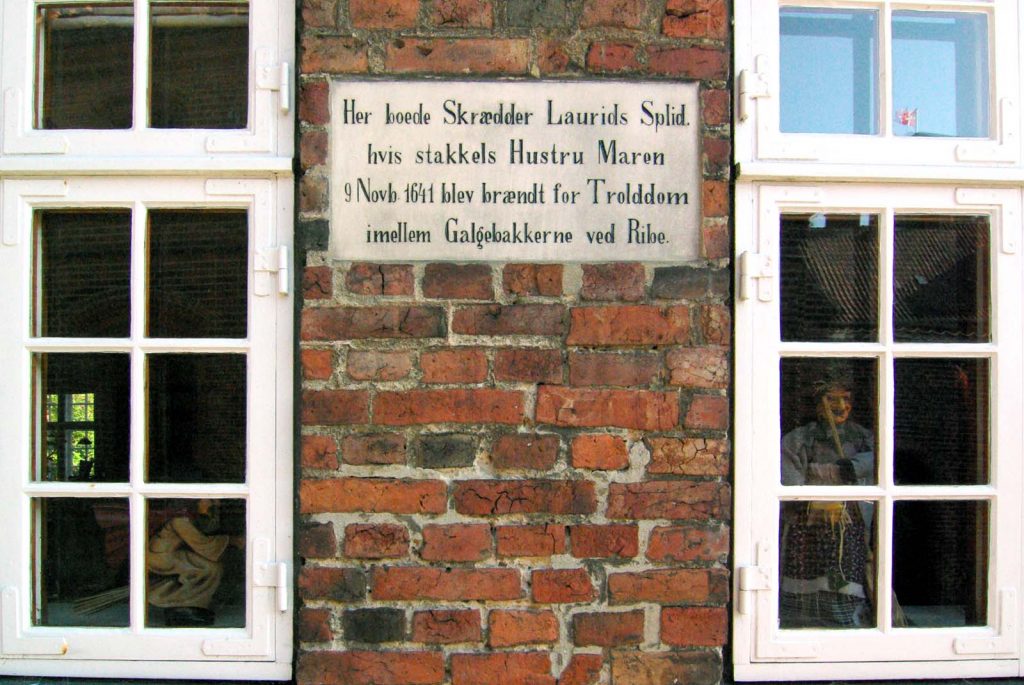 Her boede Skrædder Laurids Splid.
hvis stakkels Hustru Maren
9 Novb. 1641 blev brændt for Trolddom
imellem Galgebakkerne ved Ribe.